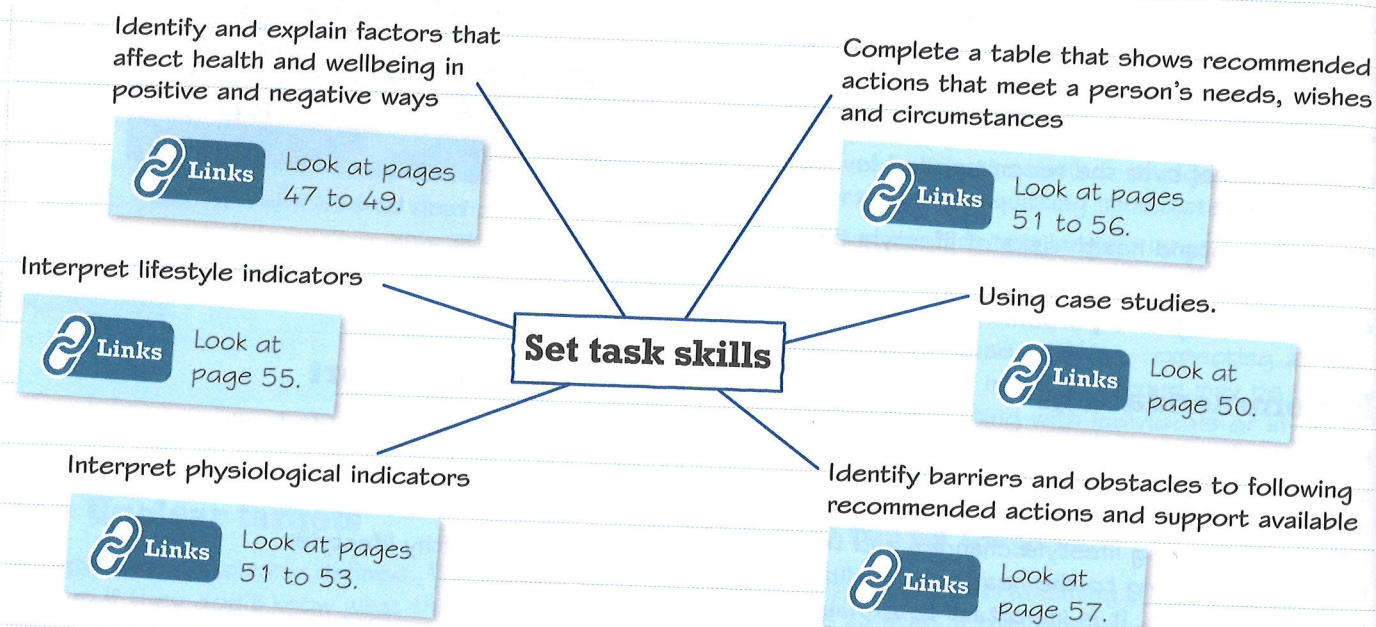 Identify and explain factors that
affect health and wellbeing in
positive and negative ways
Links
Look at pages
47 to 49.
Complete a table that shows recommended
actions that meet a person's needs, wishes
and circumstances
Links
Look at pages
51 to 56.
Interpret lifestyle indicators
Links
Look at
page 55.
Set task skills
Using case studies.
Links
Look at
page 50.
Interpret physiological indicators
Links
Look at pages
51 to 53.
Identify barriers and obstacles to following
recommended actions and support available
Links
Look at
page 57.